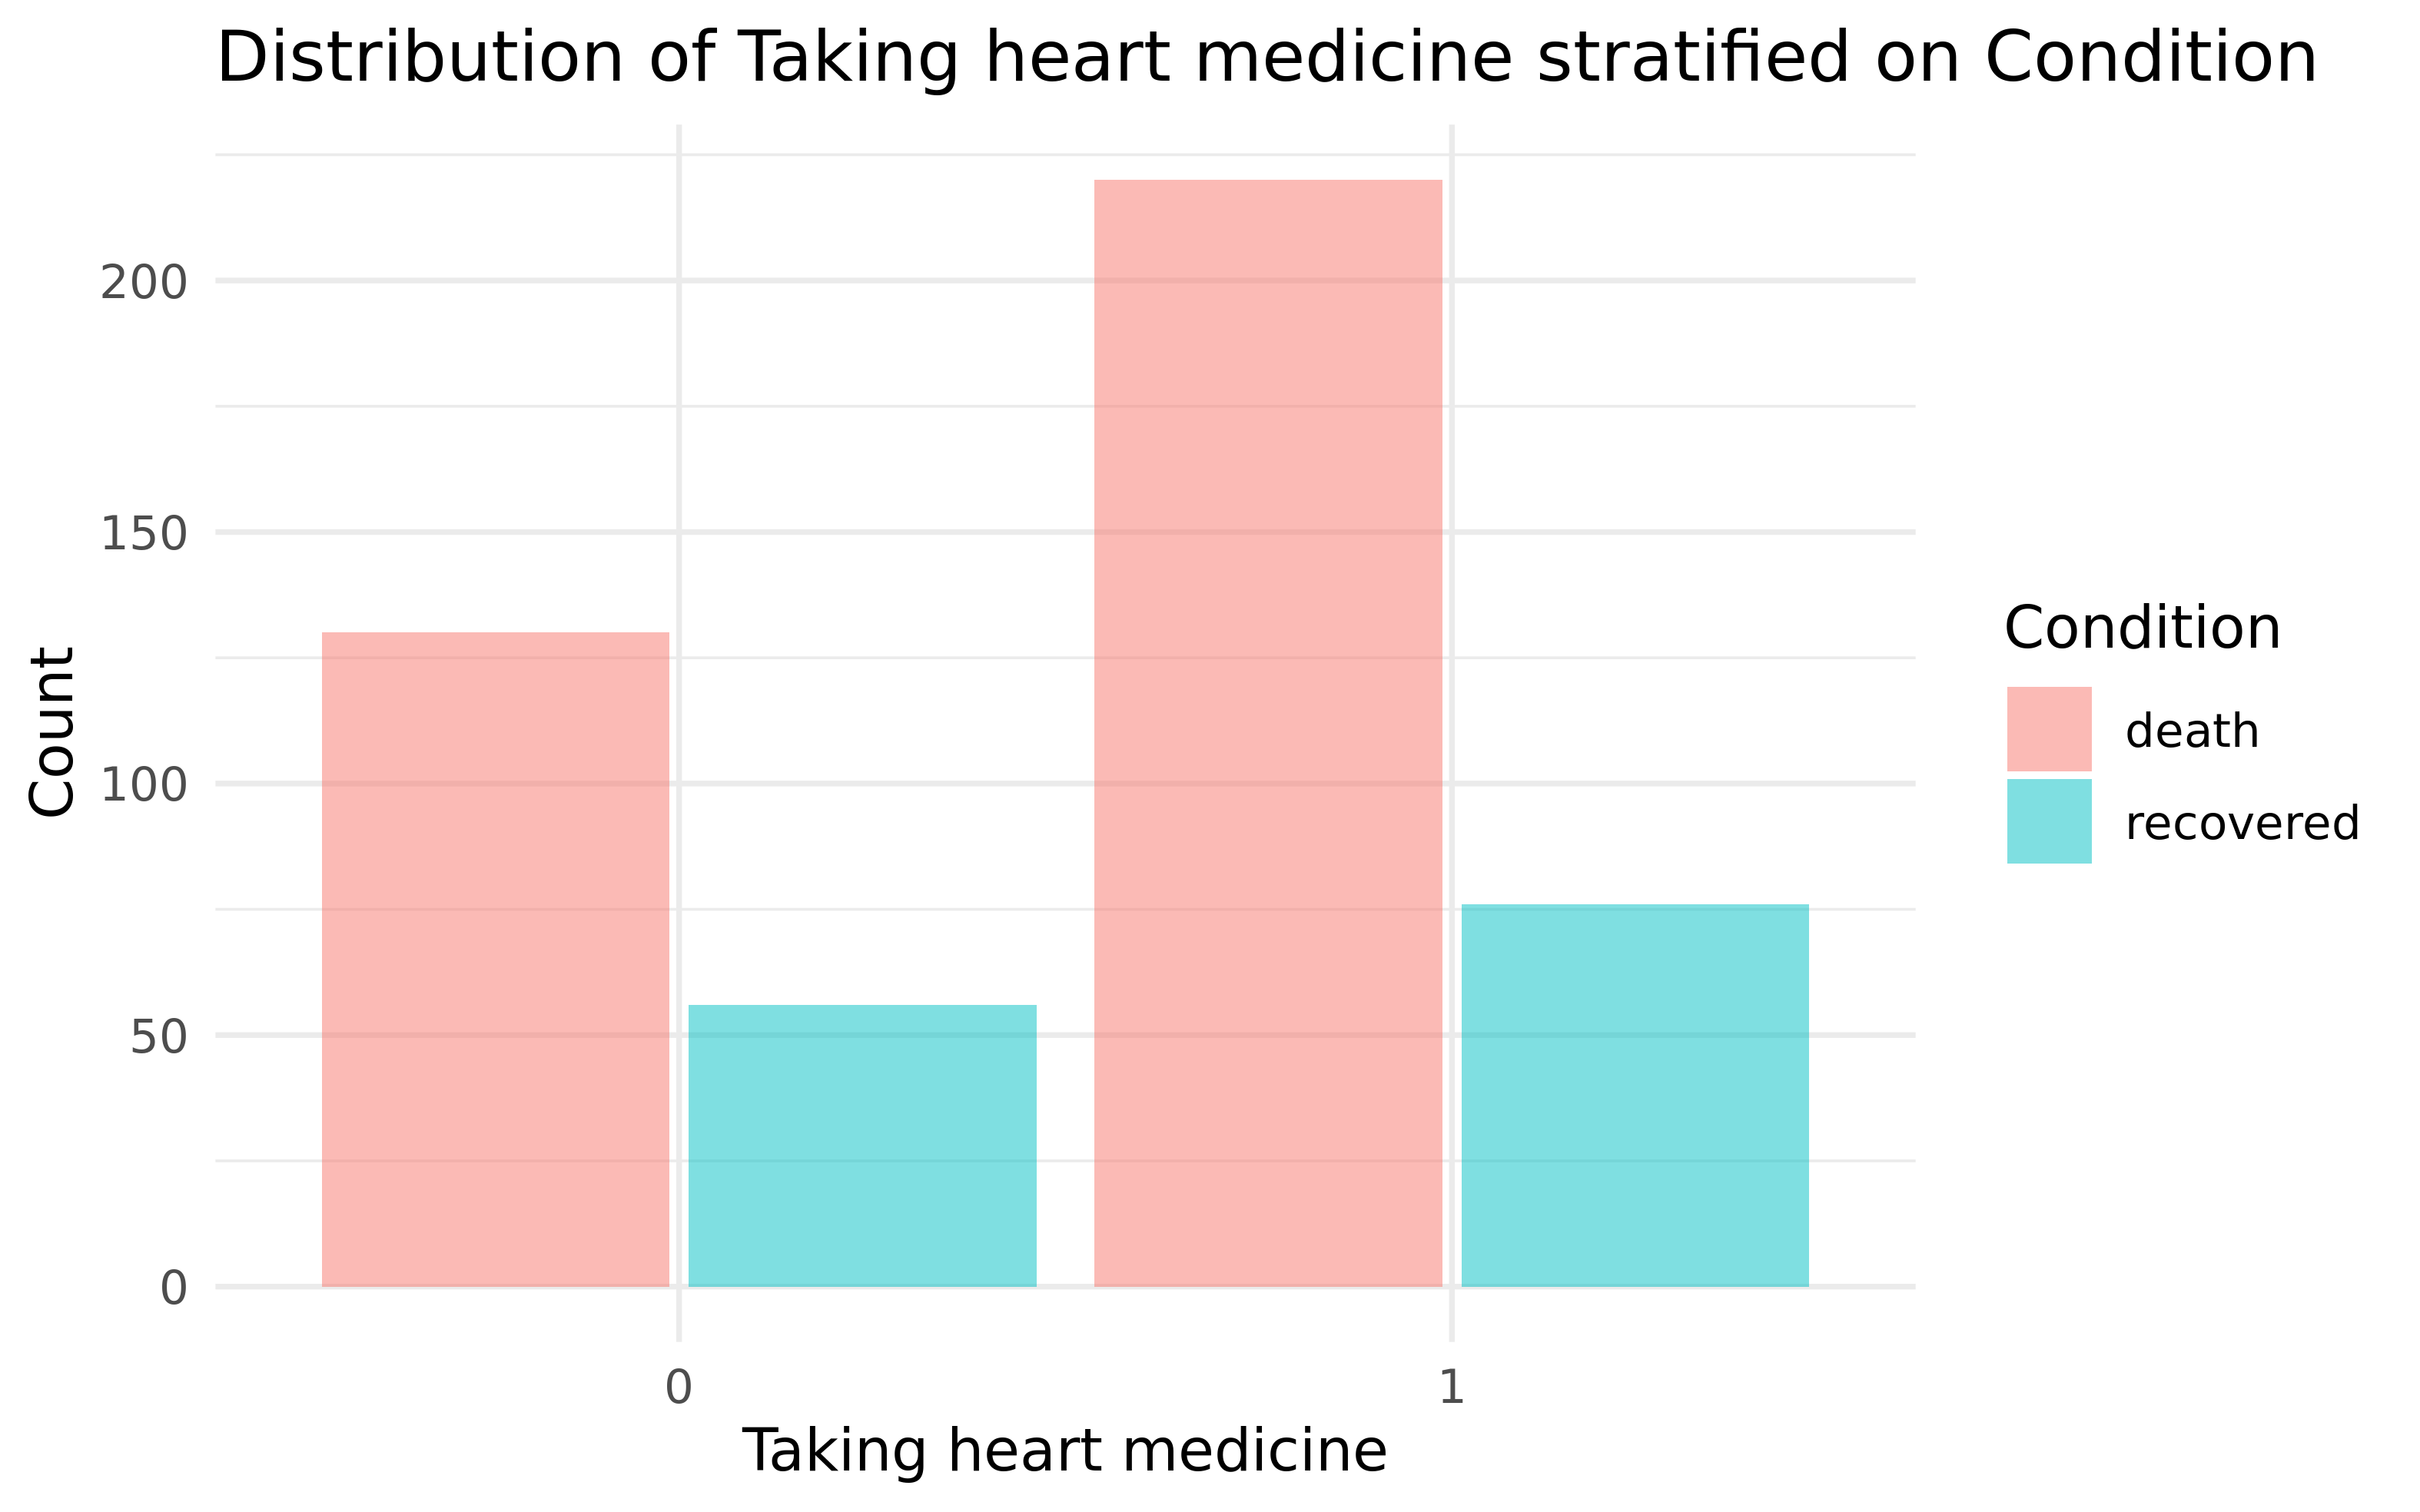 Distribution of Taking heart medicine stratified on Condition
200
150
100
50
0
Count
0
1
Taking heart medicine
Condition
death
recovered